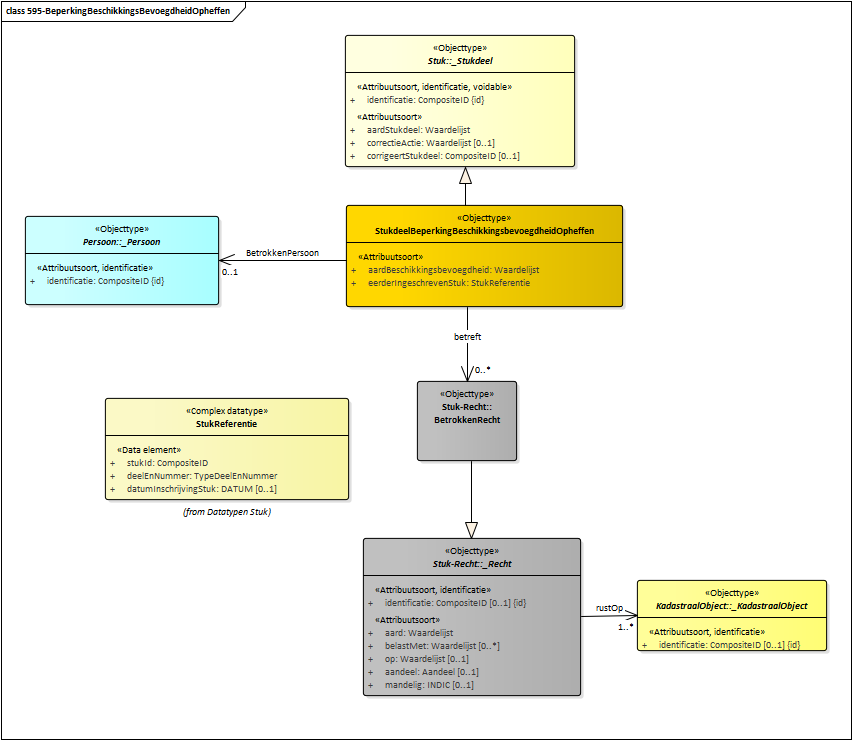 class 595-BeperkingBeschikkingsBevoegdheidOpheffen
«Objecttype»
Stuk::_Stukdeel
«Attribuutsoort, identificatie, voidable»
+ identificatie: CompositeID {id}
«Attribuutsoort»
+ aardStukdeel: Waardelijst
+ correctieActie: Waardelijst [0..1]
+ corrigeertStukdeel: CompositeID [0..1]
«Objecttype»
Persoon::_Persoon
«Attribuutsoort, identificatie»
+ identificatie: CompositeID {id}
BetrokkenPersoon
0..1
«Objecttype»
StukdeelBeperkingBeschikkingsbevoegdheidOpheffen
«Attribuutsoort»
+ aardBeschikkingsbevoegdheid: Waardelijst
+ eerderIngeschrevenStuk: StukReferentie
betreft
0..*
«Objecttype»
Stuk-Recht::
BetrokkenRecht
«Complex datatype»
StukReferentie
«Data element»
+ stukId: CompositeID
+ deelEnNummer: TypeDeelEnNummer
+ datumInschrijvingStuk: DATUM [0..1]
(from Datatypen Stuk)
«Objecttype»
Stuk-Recht::_Recht
«Attribuutsoort, identificatie»
+ identificatie: CompositeID [0..1] {id}
«Attribuutsoort»
+ aard: Waardelijst
+ belastMet: Waardelijst [0..*]
+ op: Waardelijst [0..1]
+ aandeel: Aandeel [0..1]
+ mandelig: INDIC [0..1]
rustOp
1..*
«Objecttype»
KadastraalObject::_KadastraalObject
«Attribuutsoort, identificatie»
+ identificatie: CompositeID [0..1] {id}